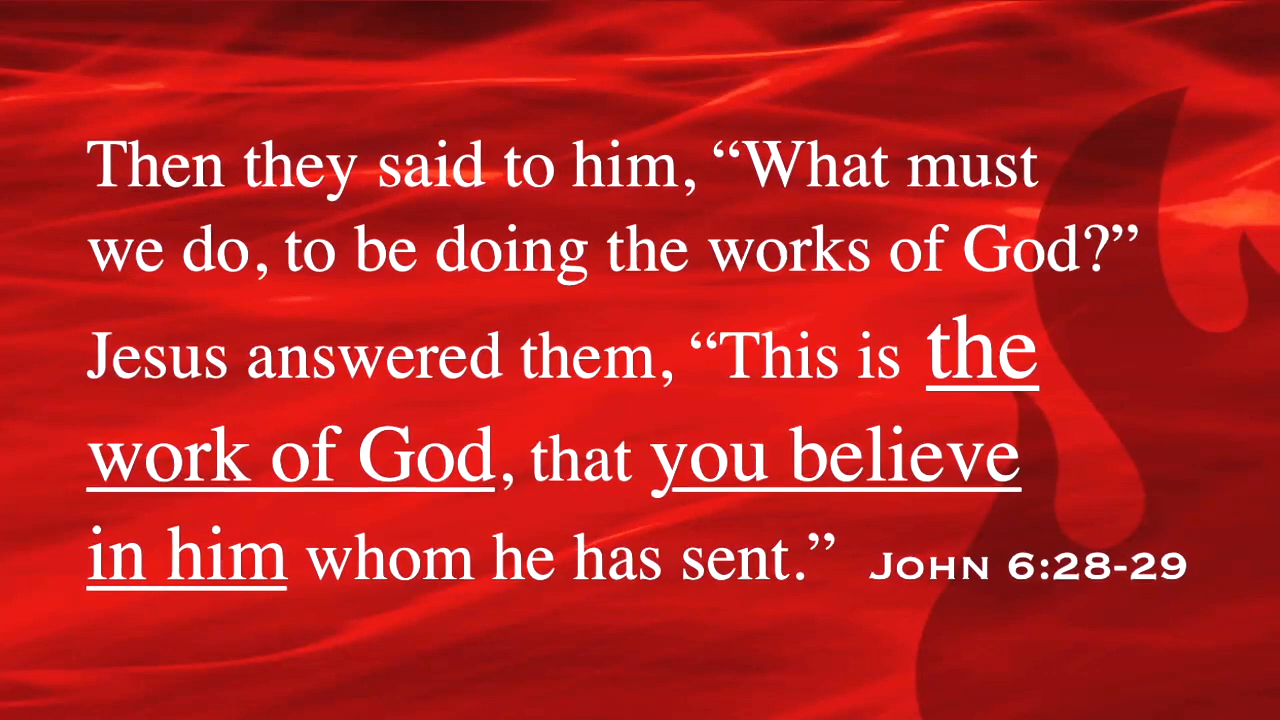 Then they said to him, “What must
we do, to be doing the works of God?”
Jesus answered them, “This is the
work of God, that you believe
in him whom he has sent.” John 6:28-29